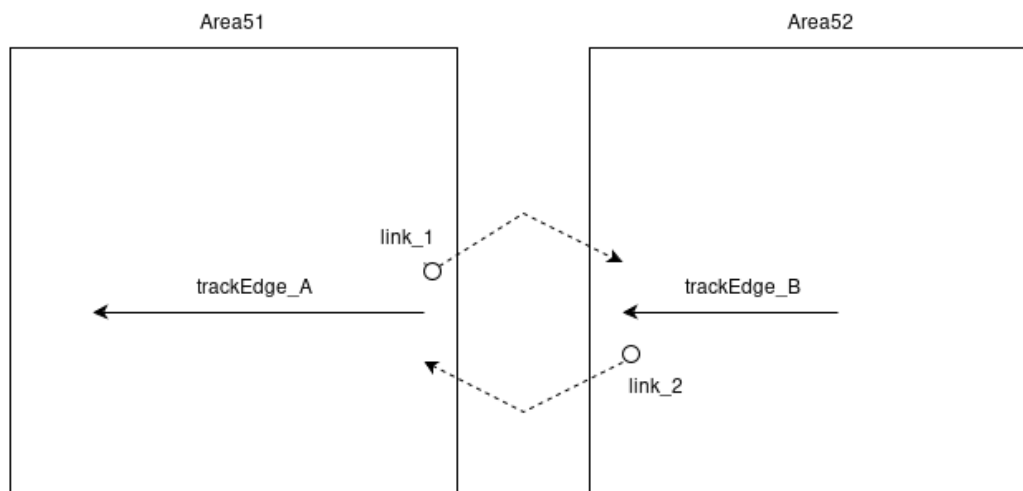 Area51
Area52
link_1
trackEdge_A
trackEdge_B
link_2